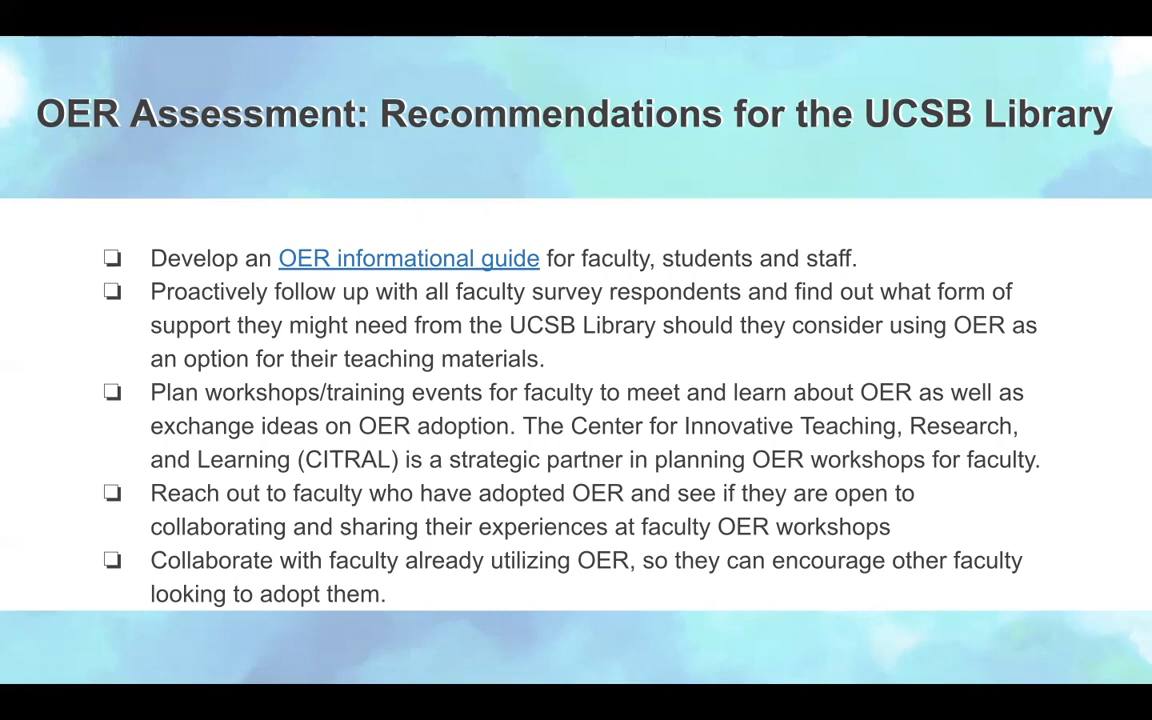 OER Assessment: Recommendations for the UCSB Library
❏ Develop an OER informational guide for faculty, students and staff.
❏ Proactively follow up with all faculty survey respondents and find out what form of
support they might need from the UCSB Library should they consider using OER as
an option for their teaching materials.
❏ Plan workshops/training events for faculty to meet and learn about OER as well as
exchange ideas on OER adoption. The Center for Innovative Teaching, Research,
and Learning (CITRAL) is a strategic partner in planning OER workshops for faculty.
❏ Reach out to faculty who have adopted OER and see if they are open to
collaborating and sharing their experiences at faculty OER workshops
❏ Collaborate with faculty already utilizing OER, so they can encourage other faculty
looking to adopt them.